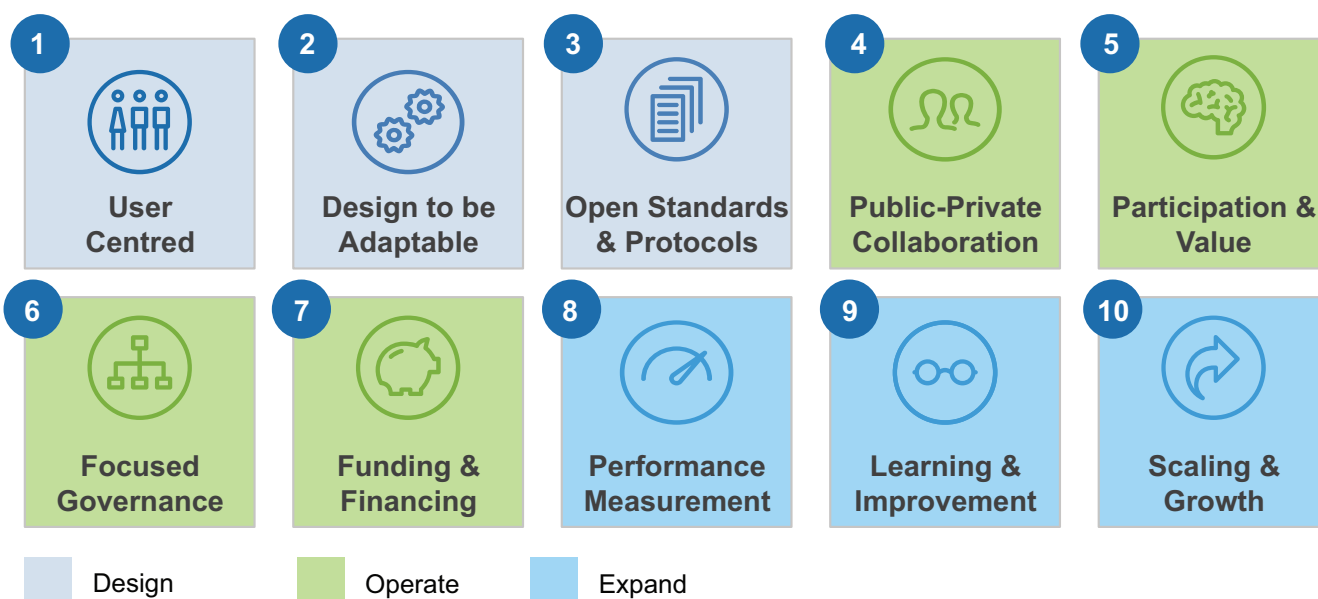 1
User
Centred
2
Design to be
Adaptable
3
Open Standards
& Protocols
4
Public-Private
Collaboration
5
Participation &
Value
6
Focused
Governance
7
Funding &
Financing
8
Performance
Measurement
9
Learning &
Improvement
10
Scaling &
Growth
Design
Operate
Expand